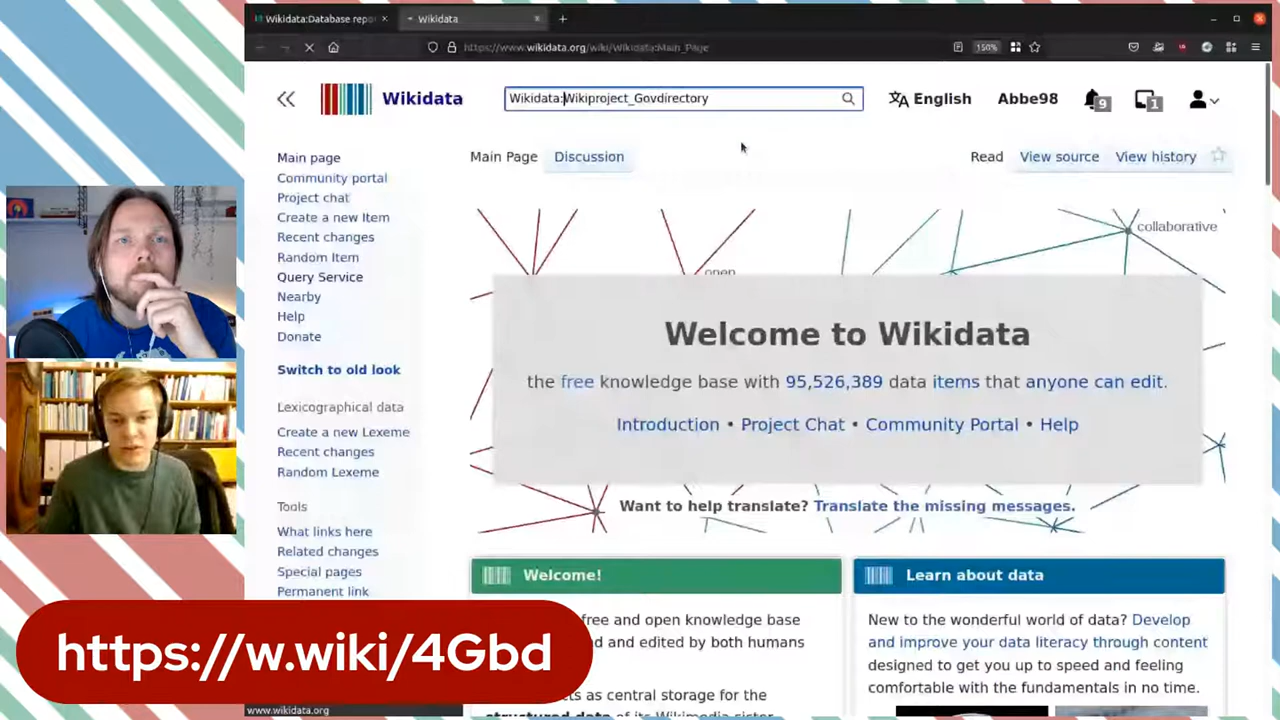 Wikidata:Database repo
Wikidata
https://www.wikidata.org/wiki/Wikidata:Main_Page
150%
Wikidata
Wikidata:Wikiproject_Govdirectory
English
Abbe98
9
1
Main Page
Discussion
Read
View source
View history
Main page
Community portal
Project chat
Create a new Item
Recent changes
Random Item
Query Service
Nearby
Help
Donate
Switch to old look
Lexicographical data
Create a new Lexeme
Recent changes
Random Lexeme
Tools
What links here
Related changes
Special pages
Permanent link
collaborative
open
Welcome to Wikidata
the free knowledge base with 95,526,389 data items that anyone can edit.
Introduction • Project Chat • Community Portal • Help
Want to help translate? Translate the missing messages.
Welcome!
free and open knowledge base
and edited by both humans
as central storage for the
structured data of its Wikimedia sister
Learn about data
New to the wonderful world of data? Develop
and improve your data literacy through content
designed to get you up to speed and feeling
comfortable with the fundamentals in no time.
https://w.wiki/4Gbd
www.wikidata.org